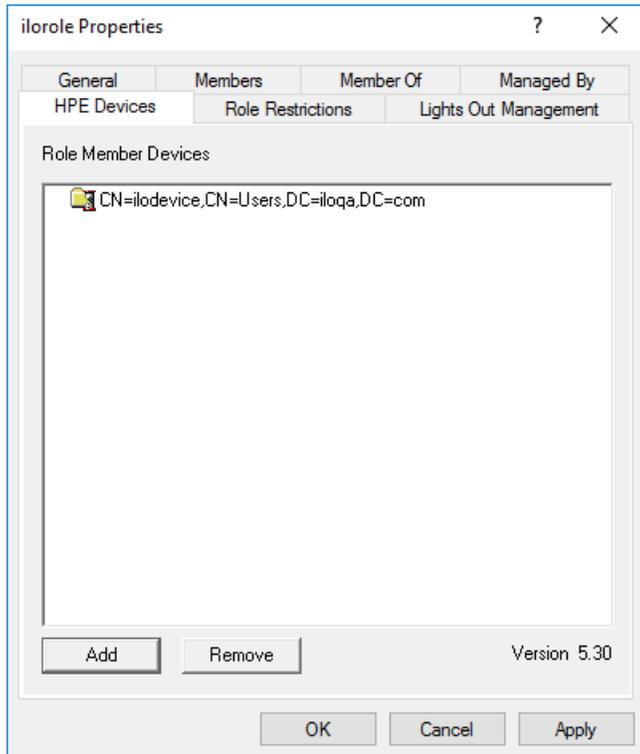 ilorole Properties ?
General Members Member Of Managed By
HPE Devices Role Restrictions Lights Out Management
Role Member Devices
CN=ilodevice,CN=Users,DC=iloqa,DC=com
Add Remove Version 5.30
OK Cancel Apply